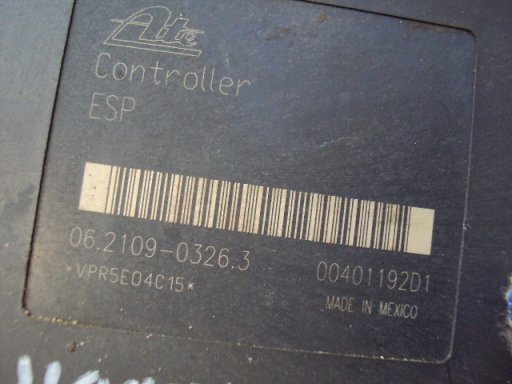 Ate
Controller
ESP
06.2109-0326.3
00401192D1
*VPR5E04C15*
MADE IN MEXICO